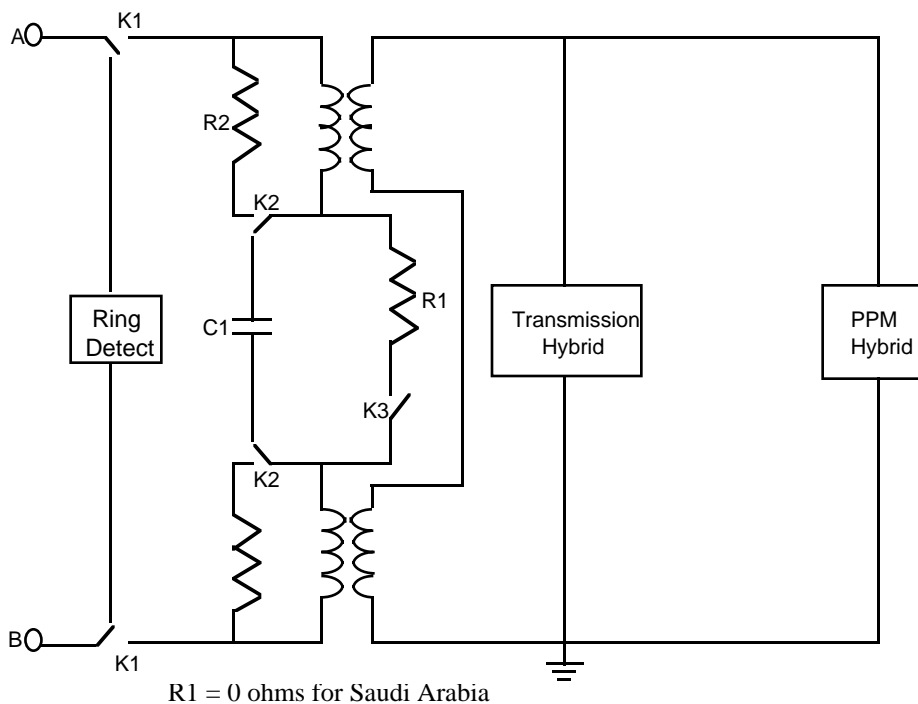 K1
A
R2
K2
R1
Ring
Detect
C1
Transmission
Hybrid
PPM
Hybrid
K3
K2
B
K1
R1 = 0 ohms for Saudi Arabia